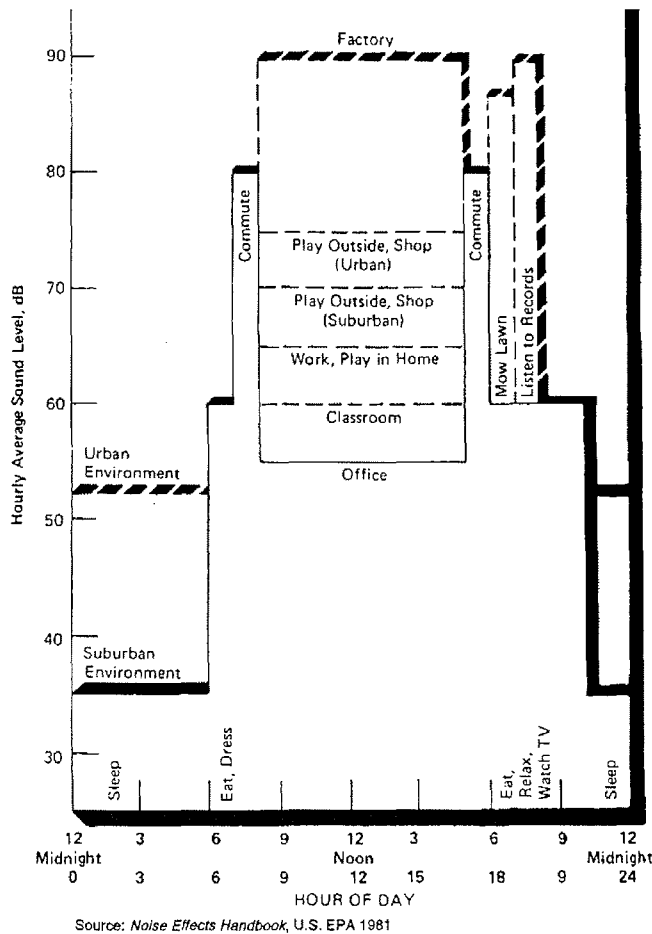 Hourly Average Sound Level, dB
90
80
70
60
50
40
30
Factory
Commute
Play Outside, Shop
(Urban)
Play Outside, Shop
(Suburban)
Work, Play in Home
Classroom
Office
Commute
Mow Lawn
Listen to Records
Urban
Environment
Suburban
Environment
Sleep
Eat, Dress
Eat,
Relax,
Watch TV
Sleep
12 3 6 9 12 3 6 9 12
Midnight Noon Midnight
0 3 6 9 12 15 18 9 24
HOUR OF DAY
Source: Noise Effects Handbook, U.S. EPA 1981